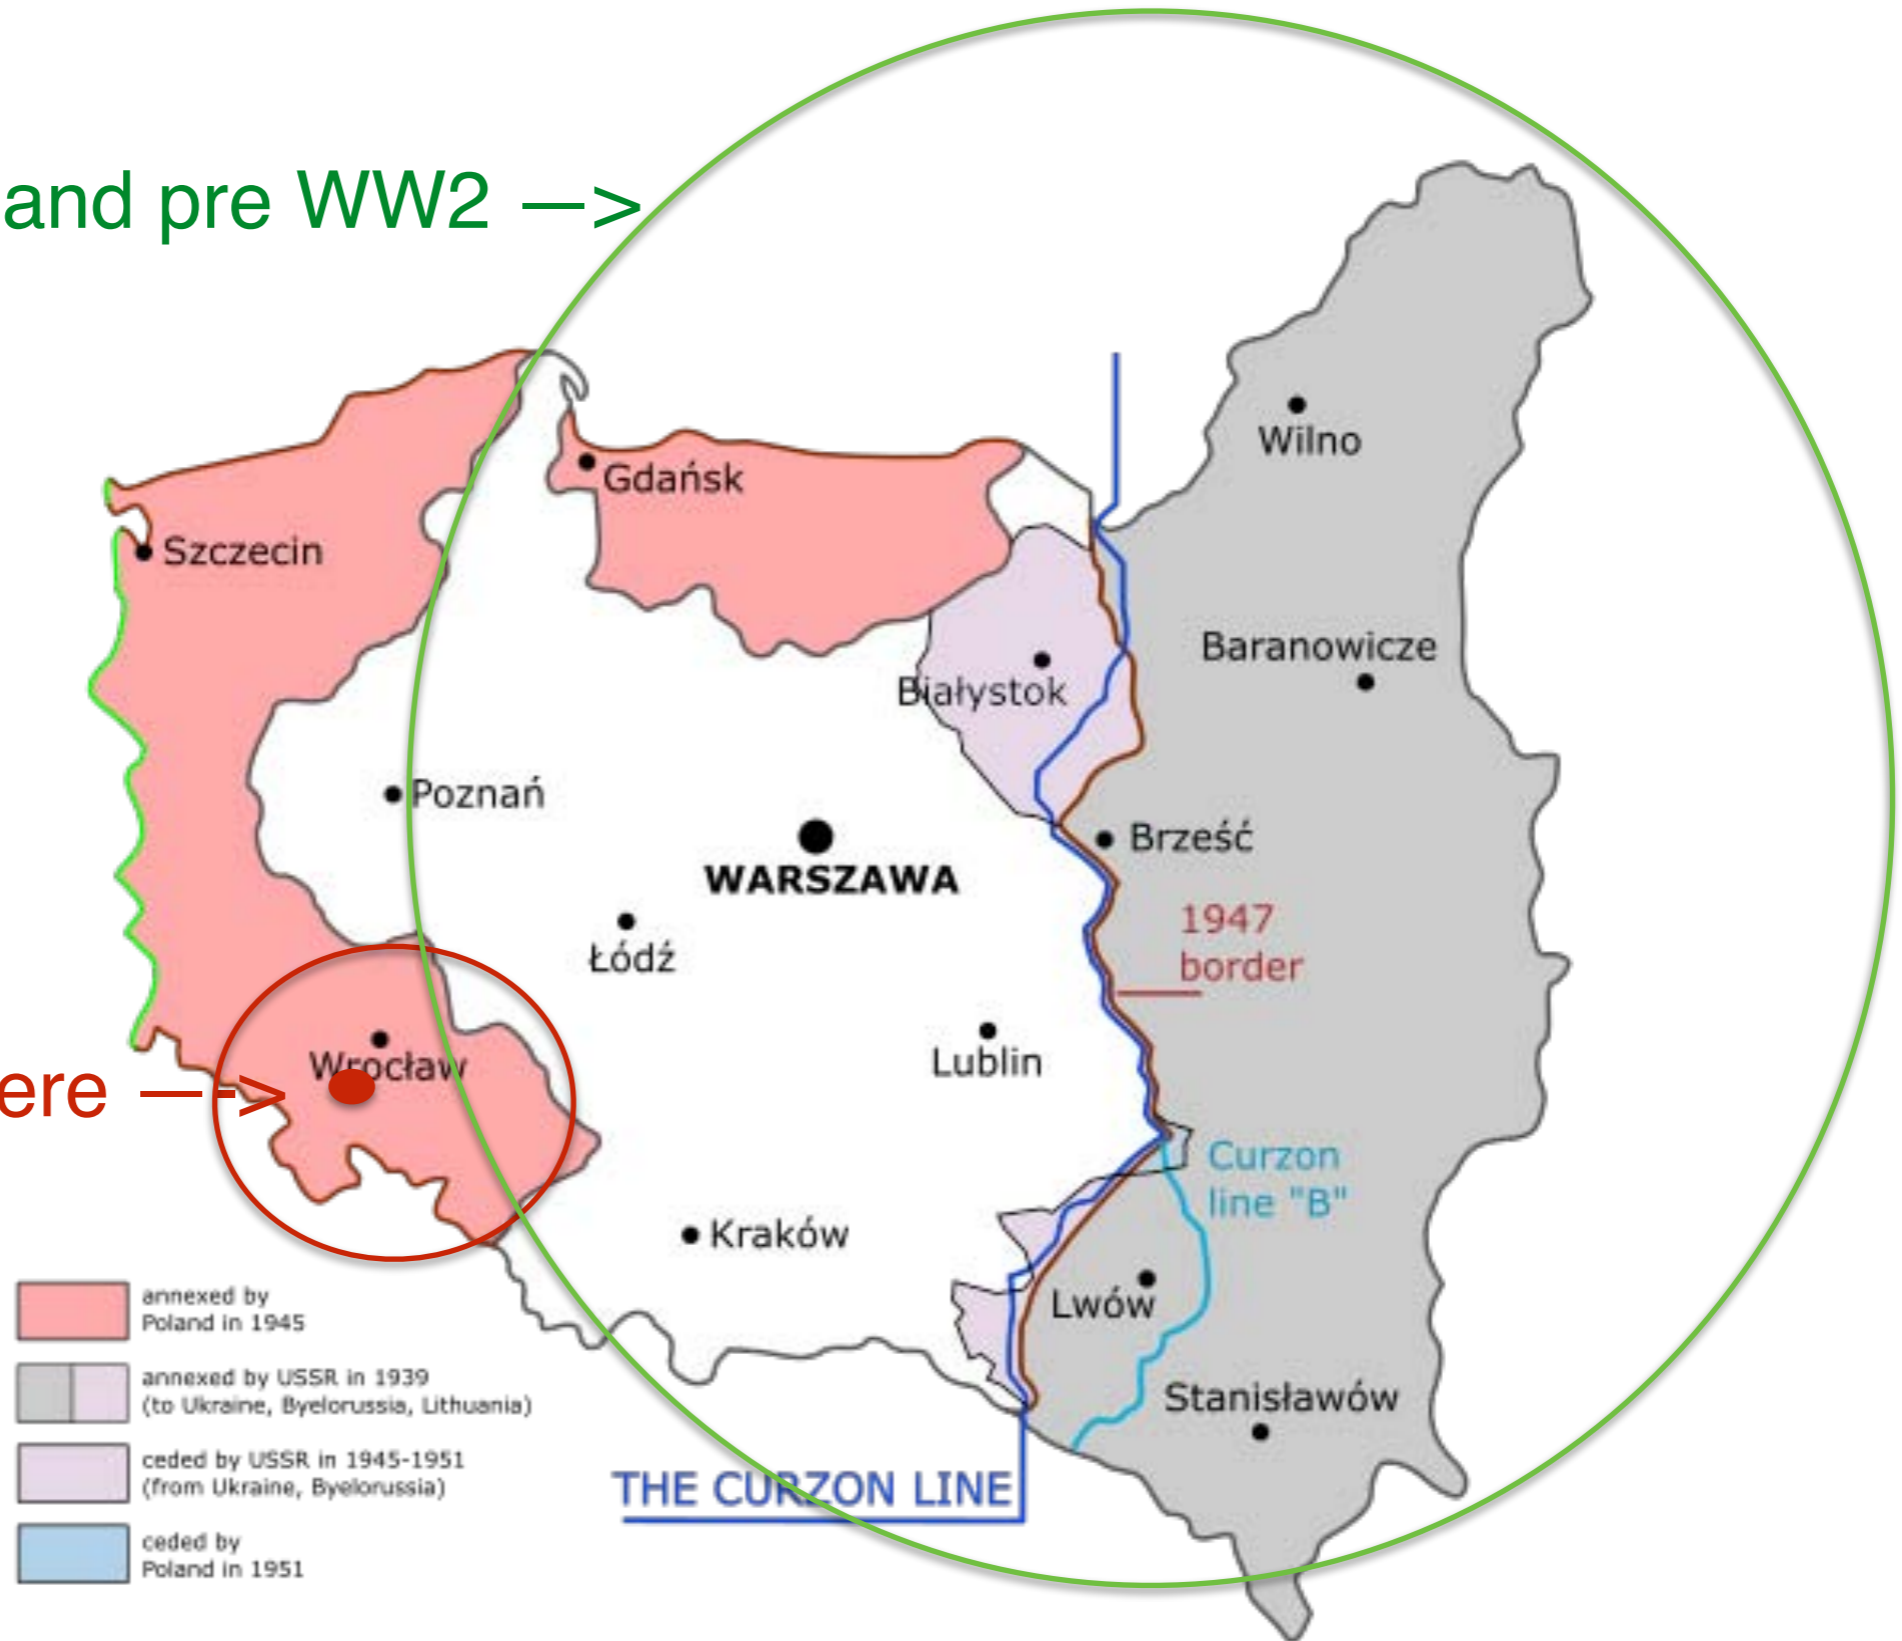 and pre WW2 —>
Wilno
Gdańsk
Szczecin
Baranowicze
Białystok
Poznań
WARSZAWA
Brześć
1947
border
Łódź
Lublin
Wrocław
ere —->
Curzon
line "B"
Kraków
Lwów
Stanisławów
annexed by
Poland in 1945
annexed by USSR in 1939
(to Ukraine, Byelorussia, Lithuania)
ceded by USSR in 1945-1951
(from Ukraine, Byelorussia)
ceded by
Poland in 1951
THE CURZON LINE